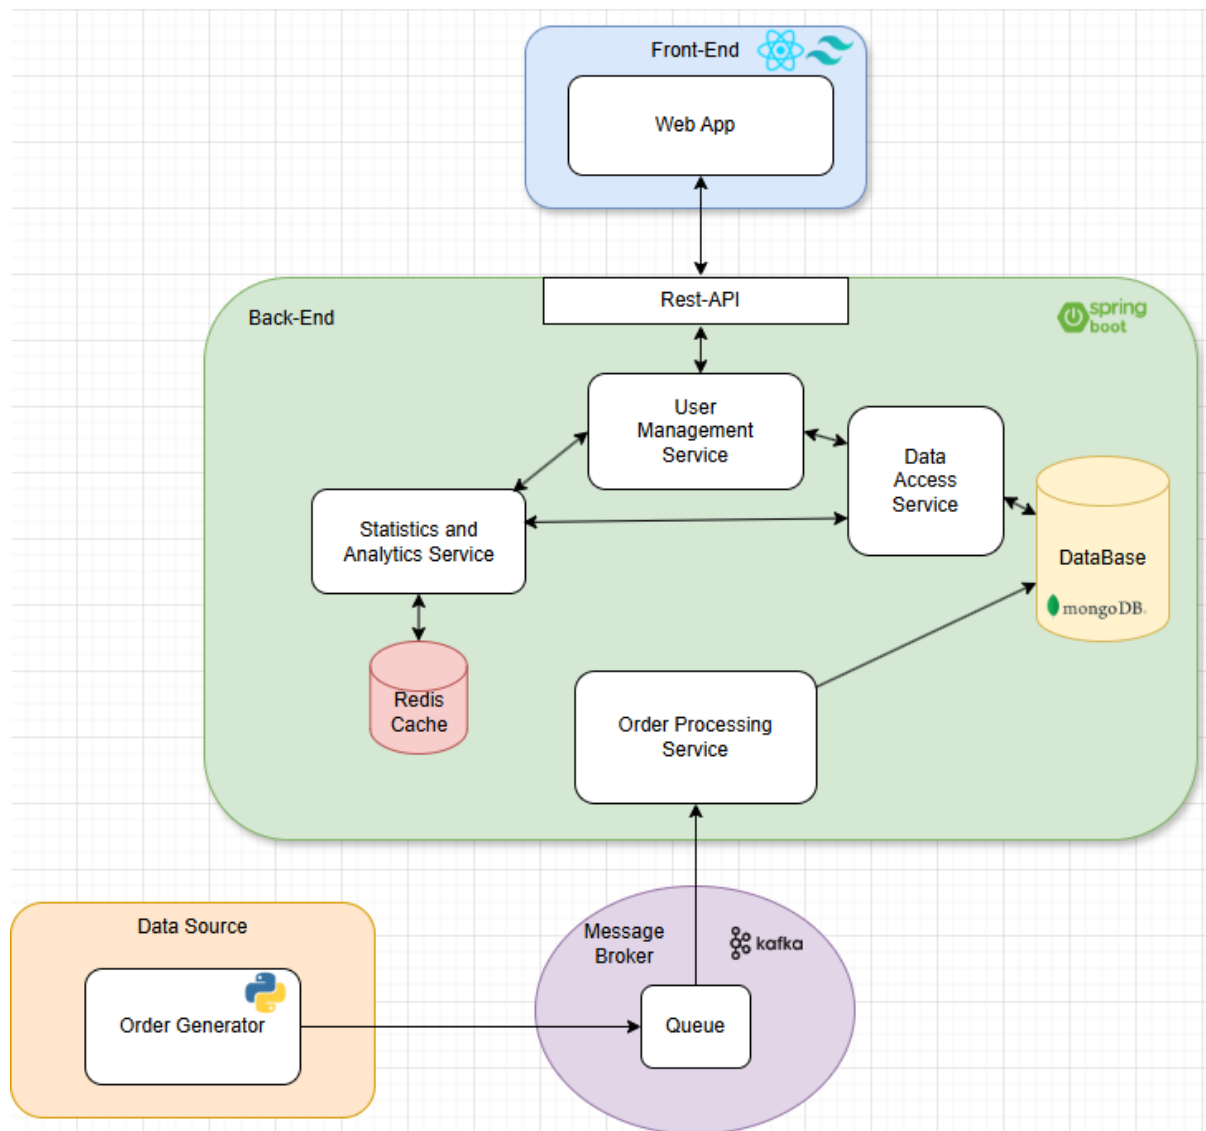 Front-End
Web App
Rest-API
Back-End
spring
boot
User
Management
Service
Data
Access
Service
Statistics and
Analytics Service
DataBase
mongoDB.
Redis
Cache
Order Processing
Service
Data Source
Order Generator
Message
Broker
kafka
Queue